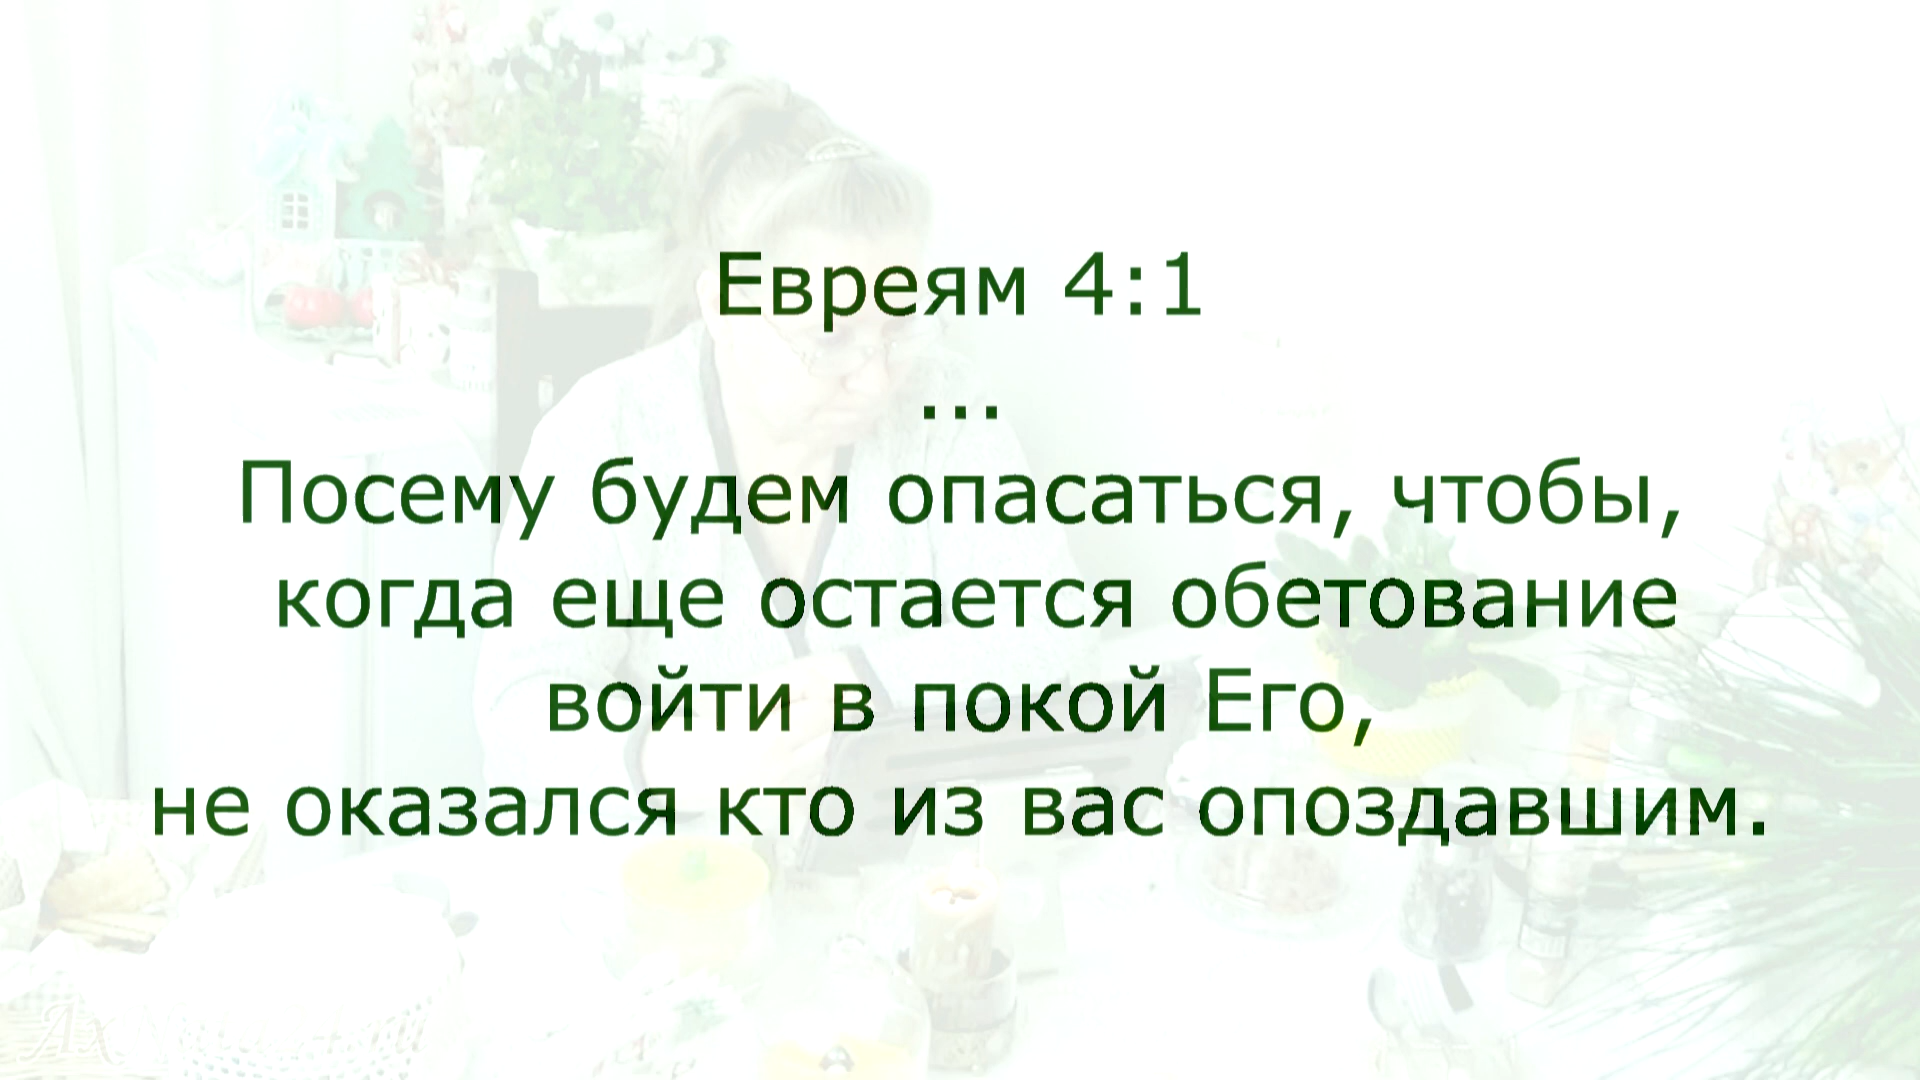 Евреям 4:1
...
Посему будем опасаться, чтобы,
когда еще остается обетование
войти в покой Его,
не оказался кто из вас опоздавшим.